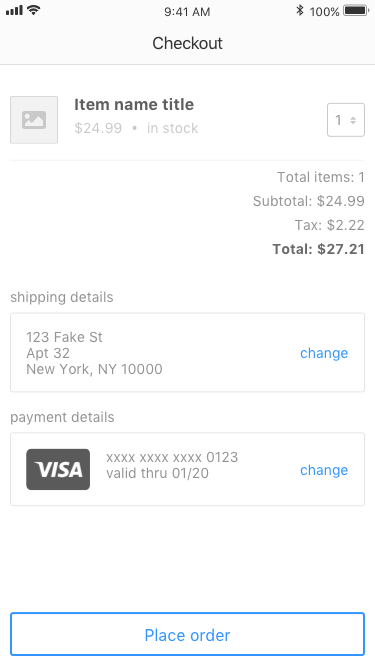 9:41 AM
100%
Checkout
Item name title
$24.99 • in stock
1
Total items: 1
Subtotal: $24.99
Tax: $2.22
Total: $27.21
shipping details
123 Fake St
Apt 32
New York, NY 10000
change
payment details
VISA
xxxx xxxx xxxx 0123
valid thru 01/20
change
Place order